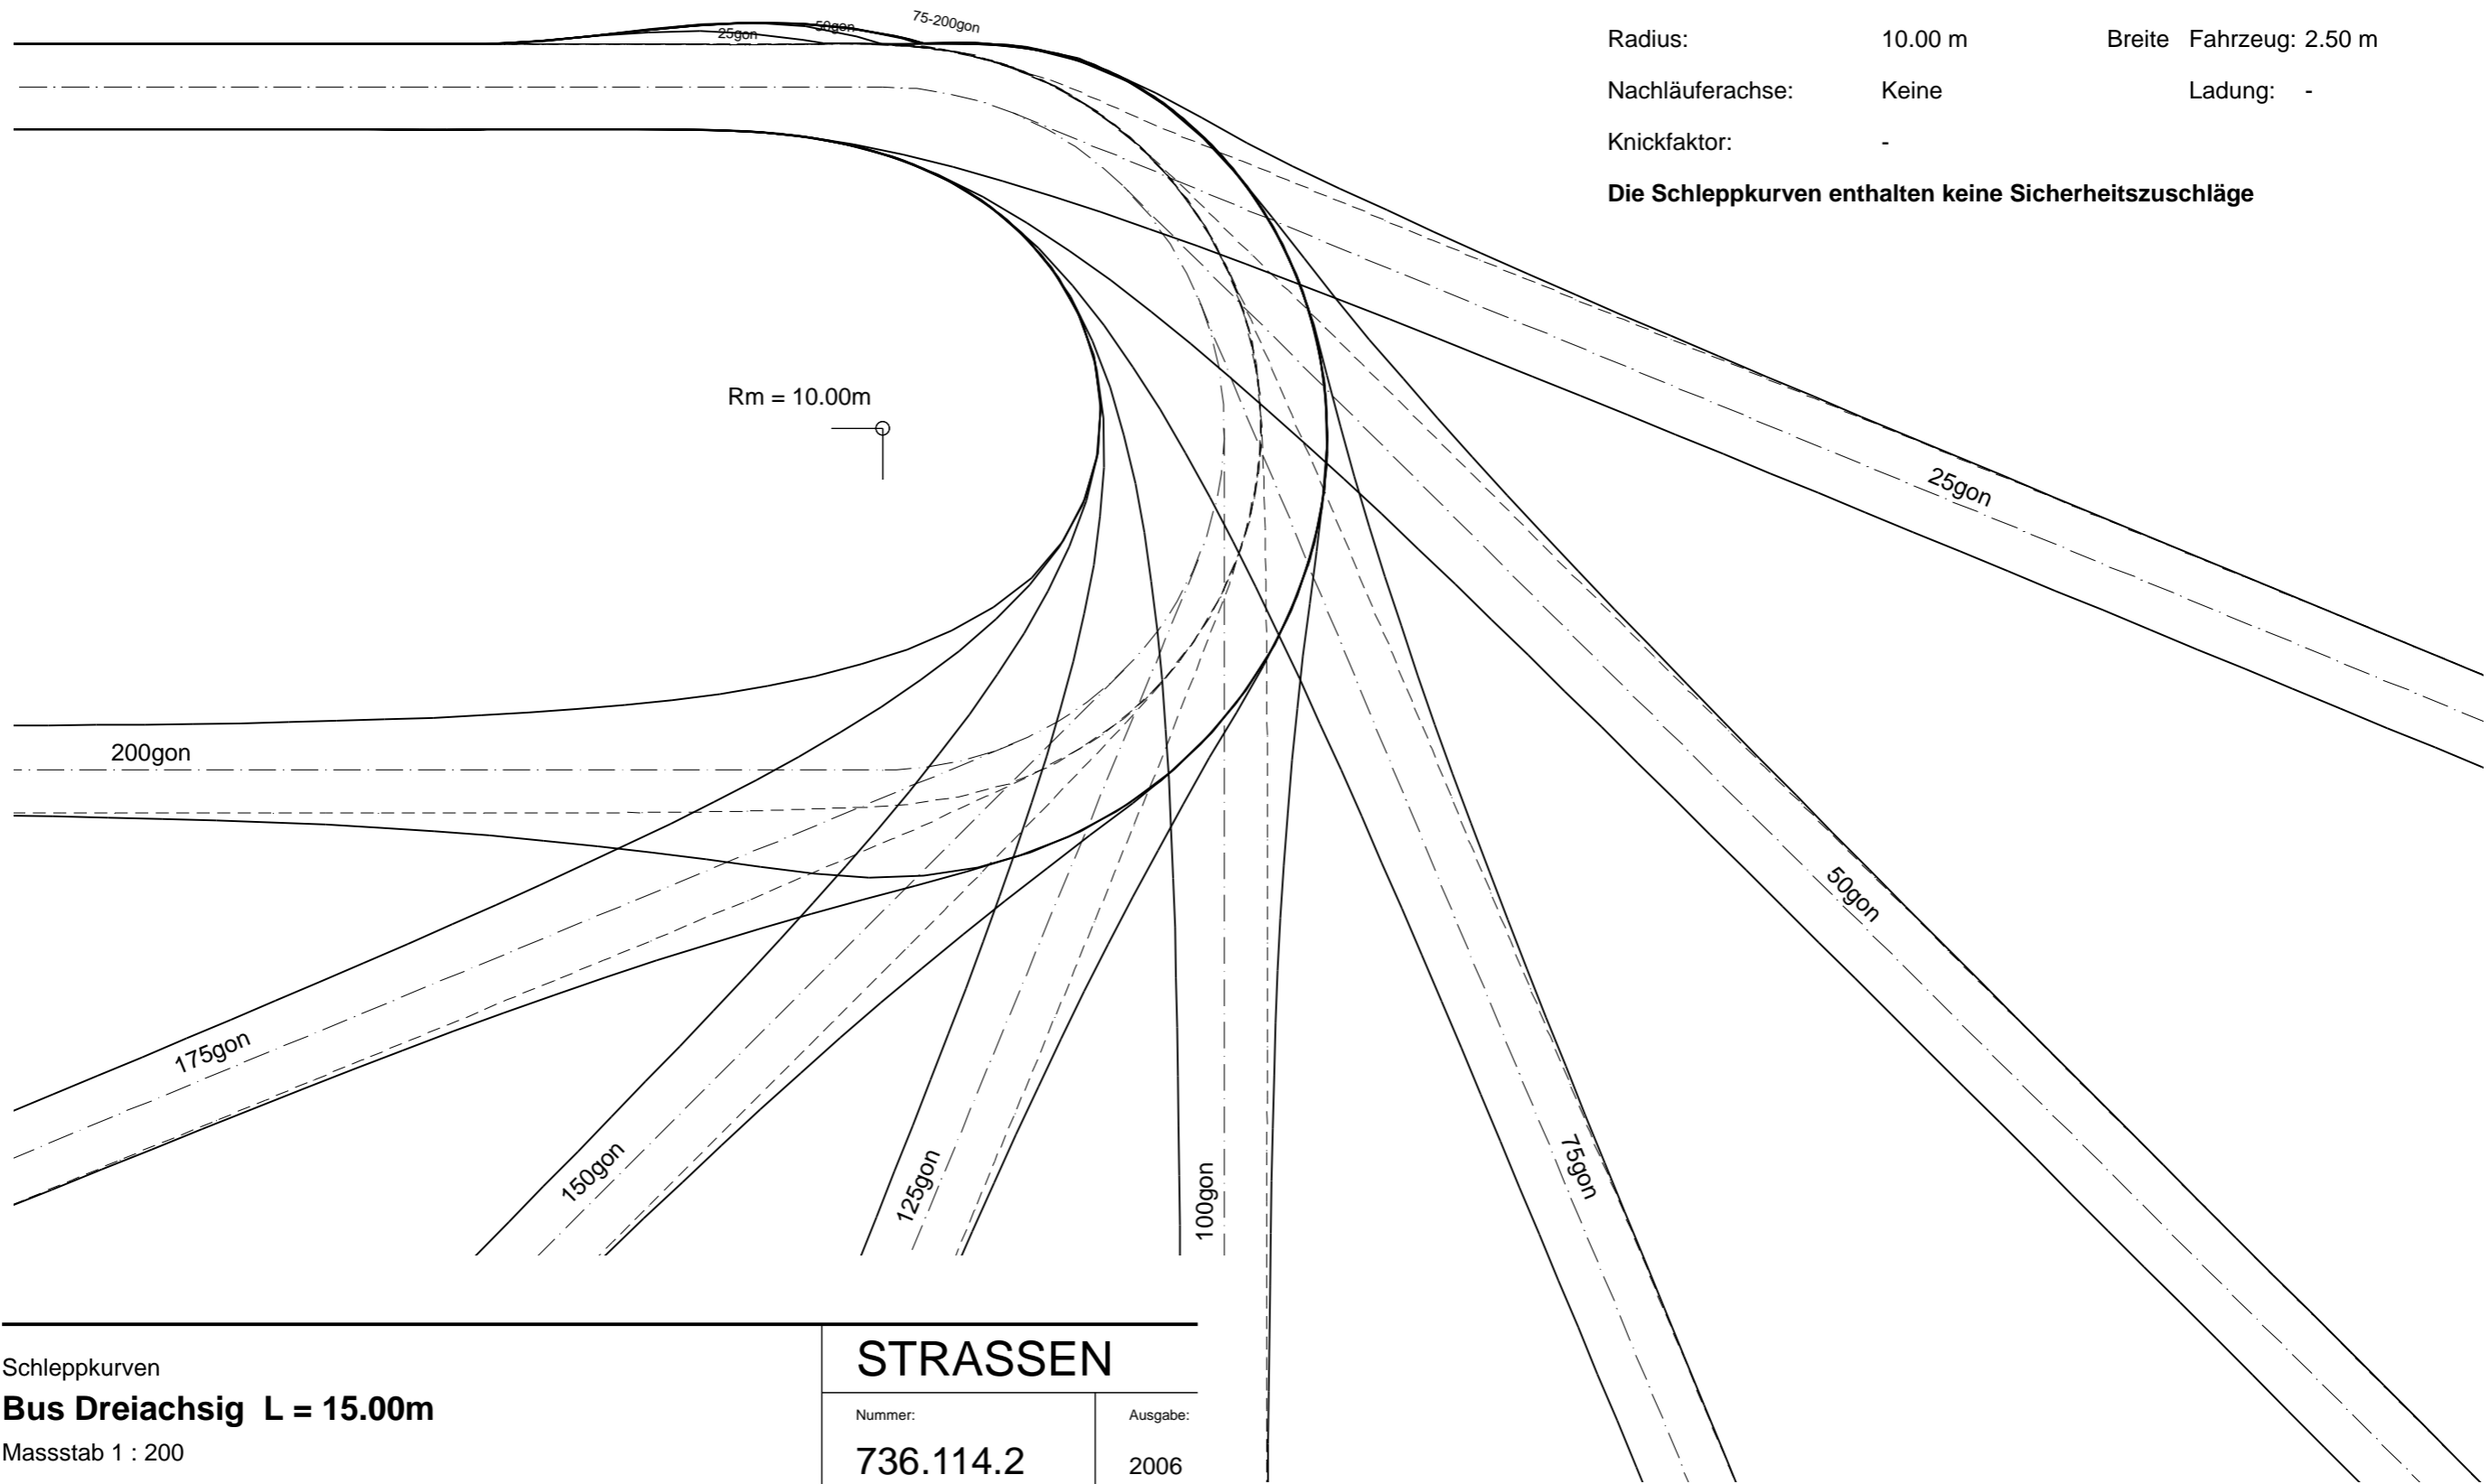 25gon
50gon
75-200gon
Radius: 10.00 m Breite Fahrzeug: 2.50 m
Nachläuferachse: Keine Ladung: -
Knickfaktor: -
Die Schleppkurven enthalten keine Sicherheitszuschläge
Rm = 10.00m
25gon
200gon
50gon
175gon
150gon
125gon
100gon
75gon
Schleppkurven
Bus Dreiachsig L = 15.00m
Massstab 1 : 200
STRASSEN
Nummer: Ausgabe:
736.114.2 2006